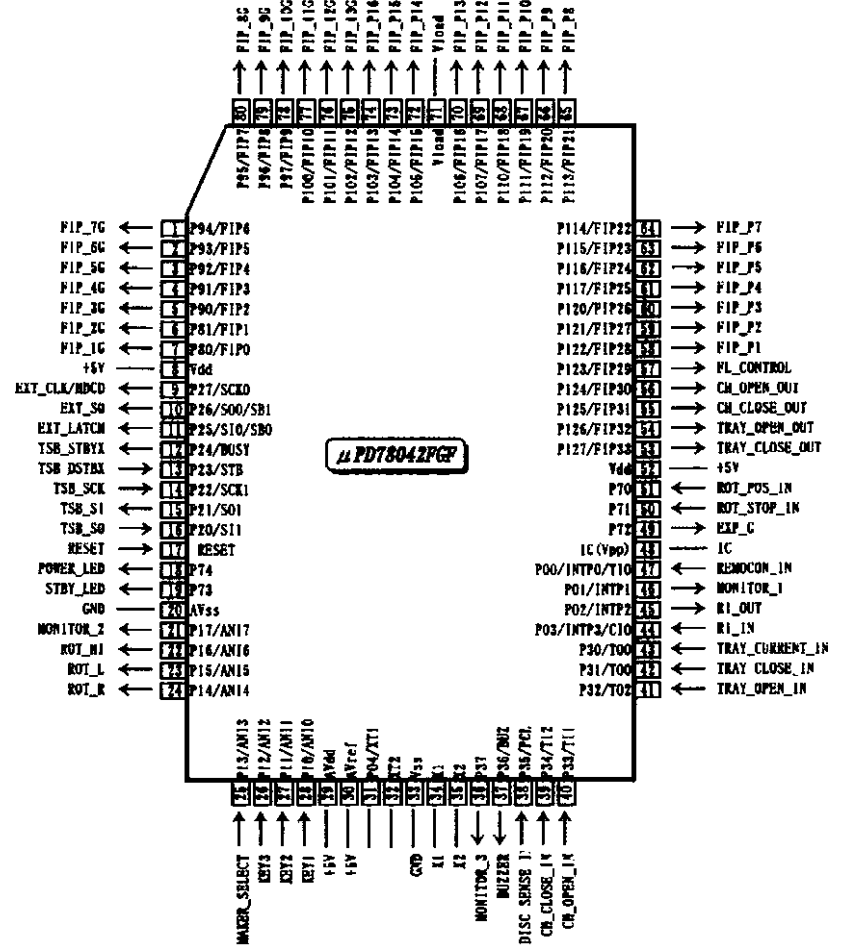 FIP_8G
FIP_9G
FIP_10G
FIP_11G
FIP_12G
FIP_13G
FIP_P16
FIP_P15
FIP_P14
Vload
FIP_P13
FIP_P12
FIP_P11
FIP_P10
FIP_P9
FIP_P8
80 P95/FIP7
79 P96/FIP8
78 P97/FIP9
77 P100/FIP10
76 P101/FIP11
75 P102/FIP12
74 P103/FIP13
73 P104/FIP14
72 P105/FIP15
71 Vload
70 P106/FIP16
69 P107/FIP17
68 P110/FIP18
67 P111/FIP19
66 P112/FIP20
65 P113/FIP21
FIP_7G 1 P94/FIP6
FIP_6G 2 P93/FIP5
FIP_5G 3 P92/FIP4
FIP_4G 4 P91/FIP3
FIP_3G 5 P90/FIP2
FIP_2G 6 P81/FIP1
FIP_1G 7 P80/FIP0
+5V 8 Vdd
EXT_CLK/MDCD 9 P27/SCK0
EXT_SO 10 P26/SO0/SB1
EXT_LATCH 11 P25/SI0/SB0
TSB_STBYX 12 P24/BUSY
TSB DSTBX 13 P23/STB
TSB_SCK 14 P22/SCK1
TSB_SI 15 P21/SO1
TSB_SO 16 P20/SI1
RESET 17 RESET
POWER_LED 18 P74
STBY_LED 19 P73
GND 20 AVss
MONITOR_2 21 P17/ANI7
ROT_HI 22 P16/ANI6
ROT_L 23 P15/ANI5
ROT_R 24 P14/ANI4
μPD78042FGF
P114/FIP22 64 FIP_P7
P115/FIP23 63 FIP_P6
P116/FIP24 62 FIP_P5
P117/FIP25 61 FIP_P4
P120/FIP26 60 FIP_P3
P121/FIP27 59 FIP_P2
P122/FIP28 58 FIP_P1
P123/FIP29 57 FL_CONTROL
P124/FIP30 56 CH_OPEN_OUT
P125/FIP31 55 CH_CLOSE_OUT
P126/FIP32 54 TRAY_OPEN_OUT
P127/FIP33 53 TRAY_CLOSE_OUT
Vdd 52 +5V
P70 51 ROT_POS_IN
P71 50 ROT_STOP_IN
P72 49 EXP_G
IC(Vpp) 48 IC
P00/INTP0/TI0 47 REMOCON_IN
P01/INTP1 46 MONITOR_1
P02/INTP2 45 RI_OUT
P03/INTP3/CI0 44 RI_IN
P30/TO0 43 TRAY_CURRENT_IN
P31/TO0 42 TRAY CLOSE_IN
P32/TO2 41 TRAY_OPEN_IN
P13/ANI3 25
P12/ANI2 26
P11/ANI1 27
P10/ANI0 28
AVdd 29
AVref 30
P04/XT1 31
XT2 32
Vss 33
X1 34
X2 35
P37 36
P36/BUZ 37
P35/PCL 38
P34/TI2 39
P33/TI1 40
MAKER_SELECT
KEY3
KEY2
KEY1
+5V
+5V
GND
X1
X2
MONITOR_3
BUZZER
DISC SENSE IN
CH_CLOSE_IN
CH_OPEN_IN